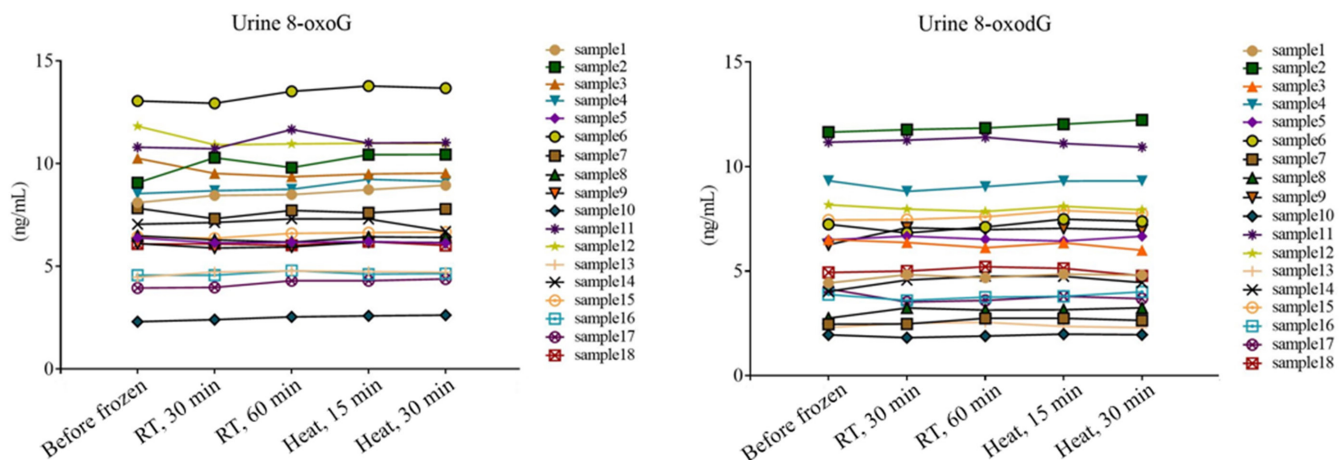 Urine 8-oxoG
15
10
5
0
(ng/mL)
Before frozen
RT, 30 min
RT, 60 min
Heat, 15 min
Heat, 30 min
sample1
sample2
sample3
sample4
sample5
sample6
sample7
sample8
sample9
sample10
sample11
sample12
sample13
sample14
sample15
sample16
sample17
sample18
Urine 8-oxodG
15
10
5
0
(ng/mL)
Before frozen
RT, 30 min
RT, 60 min
Heat, 15 min
Heat, 30 min
sample1
sample2
sample3
sample4
sample5
sample6
sample7
sample8
sample9
sample10
sample11
sample12
sample13
sample14
sample15
sample16
sample17
sample18